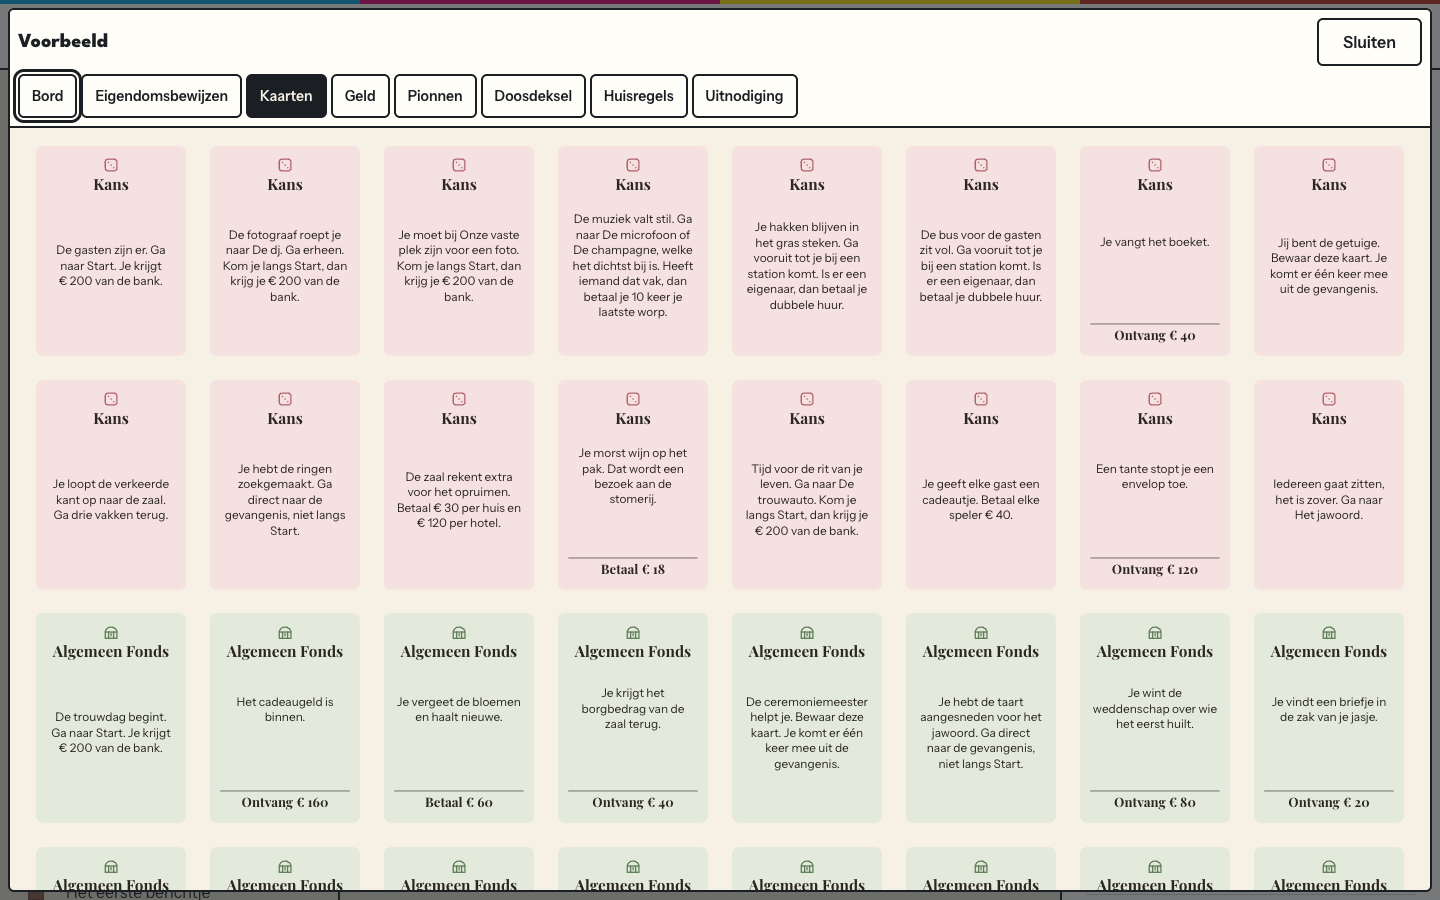 Voorbeeld
Sluiten
Bord
Eigendomsbewijzen
Kaarten
Geld
Pionnen
Doosdeksel
Huisregels
Uitnodiging
Kans
De gasten zijn er. Ga
naar Start. Je krijgt
€ 200 van de bank.
Kans
De fotograaf roept je
naar De dj. Ga erheen.
Kom je langs Start, dan
krijg je € 200 van de
bank.
Kans
Je moet bij Onze vaste
plek zijn voor een foto.
Kom je langs Start, dan
krijg je € 200 van de
bank.
Kans
De muziek valt stil. Ga
naar De microfoon of
De champagne, welke
het dichtst bij is. Heeft
iemand dat vak, dan
betaal je 10 keer je
laatste worp.
Kans
Je hakken blijven in
het gras steken. Ga
vooruit tot je bij een
station komt. Is er een
eigenaar, dan betaal je
dubbele huur.
Kans
De bus voor de gasten
zit vol. Ga vooruit tot je
bij een station komt. Is
er een eigenaar, dan
betaal je dubbele huur.
Kans
Je vangt het boeket.
Ontvang € 40
Kans
Jij bent de getuige.
Bewaar deze kaart. Je
komt er één keer mee
uit de gevangenis.
Kans
Je loopt de verkeerde
kant op naar de zaal.
Ga drie vakken terug.
Kans
Je hebt de ringen
zoekgemaakt. Ga
direct naar de
gevangenis, niet langs
Start.
Kans
De zaal rekent extra
voor het opruimen.
Betaal € 30 per huis en
€ 120 per hotel.
Kans
Je morst wijn op het
pak. Dat wordt een
bezoek aan de
stomerij.
Betaal € 18
Kans
Tijd voor de rit van je
leven. Ga naar De
trouwauto. Kom je
langs Start, dan krijg je
€ 200 van de bank.
Kans
Je geeft elke gast een
cadeautje. Betaal elke
speler € 40.
Kans
Een tante stopt je een
envelop toe.
Ontvang € 120
Kans
Iedereen gaat zitten,
het is zover. Ga naar
Het jawoord.
Algemeen Fonds
De trouwdag begint.
Ga naar Start. Je krijgt
€ 200 van de bank.
Algemeen Fonds
Het cadeaugeld is
binnen.
Ontvang € 160
Algemeen Fonds
Je vergeet de bloemen
en haalt nieuwe.
Betaal € 60
Algemeen Fonds
Je krijgt het
borgbedrag van de
zaal terug.
Ontvang € 40
Algemeen Fonds
De ceremoniemeester
helpt je. Bewaar deze
kaart. Je komt er één
keer mee uit de
gevangenis.
Algemeen Fonds
Je hebt de taart
aangesneden voor het
jawoord. Ga direct
naar de gevangenis,
niet langs Start.
Algemeen Fonds
Je wint de
weddenschap over wie
het eerst huilt.
Ontvang € 80
Algemeen Fonds
Je vindt een briefje in
de zak van je jasje.
Ontvang € 20
Algemeen Fonds
Algemeen Fonds
Algemeen Fonds
Algemeen Fonds
Algemeen Fonds
Algemeen Fonds
Algemeen Fonds
Algemeen Fonds
Het eerste berichtje